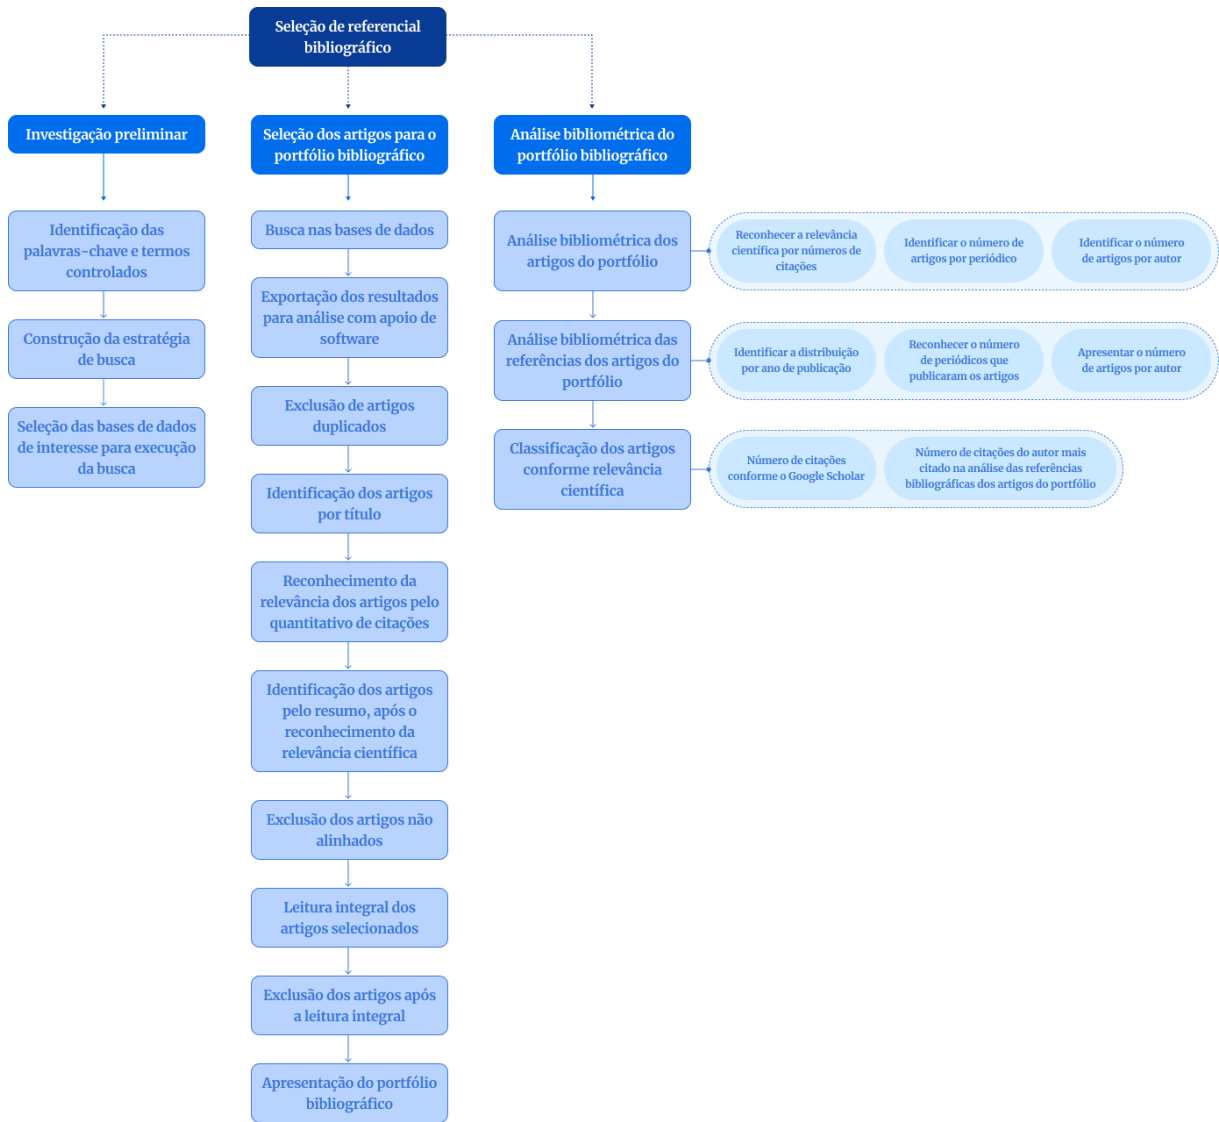 Seleção de referencial
bibliográfico
Investigação preliminar
Identificação das
palavras-chave e termos
controlados
Construção da estratégia
de busca
Seleção das bases de dados
de interesse para execução
da busca
Seleção dos artigos para o
portfólio bibliográfico
Busca nas bases de dados
Exportação dos resultados
para análise com apoio de
software
Exclusão de artigos
duplicados
Identificação dos artigos
por título
Reconhecimento da
relevância dos artigos pelo
quantitativo de citações
Identificação dos artigos
pelo resumo, após o
reconhecimento da
relevância científica
Exclusão dos artigos não
alinhados
Leitura integral dos
artigos selecionados
Exclusão dos artigos após
a leitura integral
Apresentação do portfólio
bibliográfico
Análise bibliométrica do
portfólio bibliográfico
Análise bibliométrica dos
artigos do portfólio
Reconhecer a relevância
científica por números de
citações
Identificar o número de
artigos por periódico
Identificar o número
de artigos por autor
Análise bibliométrica das
referências dos artigos do
portfólio
Identificar a distribuição
por ano de publicação
Reconhecer o número
de periódicos que
publicaram os artigos
Apresentar o número
de artigos por autor
Classificação dos artigos
conforme relevância
científica
Número de citações
conforme o Google Scholar
Número de citações do autor mais
citado na análise das referências
bibliográficas dos artigos do portfólio